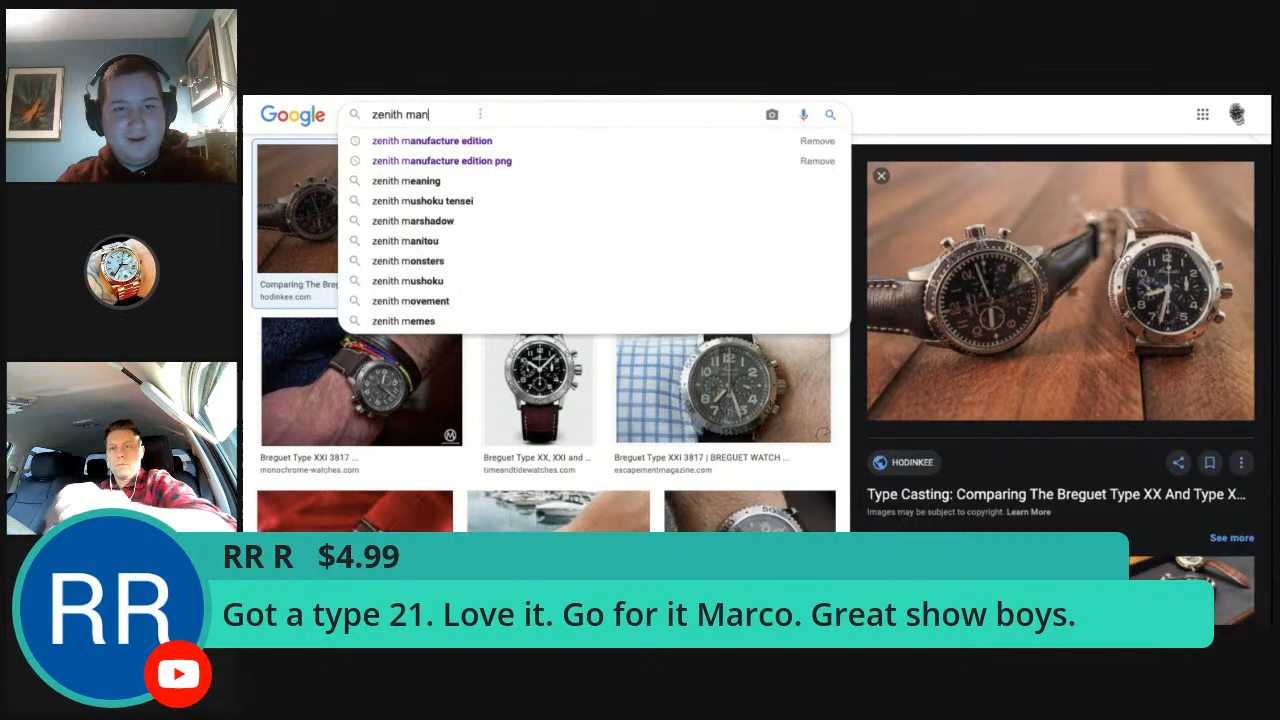 Google
zenith man
zenith manufacture edition
Remove
zenith manufacture edition png
Remove
zenith meaning
zenith mushoku tensei
zenith marshadow
zenith manitou
zenith monsters
zenith mushoku
zenith movement
zenith memes
Comparing The Breg
hodinkee.com
Breguet Type XXI 3817 ...
monochrome-watches.com
Breguet Type XX, XXI and ...
timeandtidewatches.com
Breguet Type XXI 3817 | BREGUET WATCH ...
escapementmagazine.com
HODINKEE
Type Casting: Comparing The Breguet Type XX And Type X...
Images may be subject to copyright. Learn More
See more
RR R $4.99
Got a type 21. Love it. Go for it Marco. Great show boys.
RR